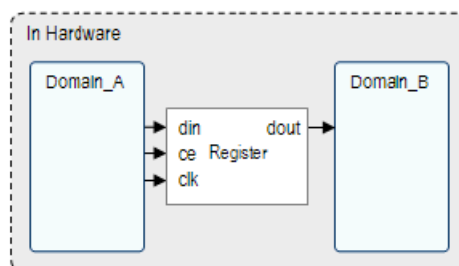 In Hardware
Domain_A
Domain_B
din dout
ce Register
clk